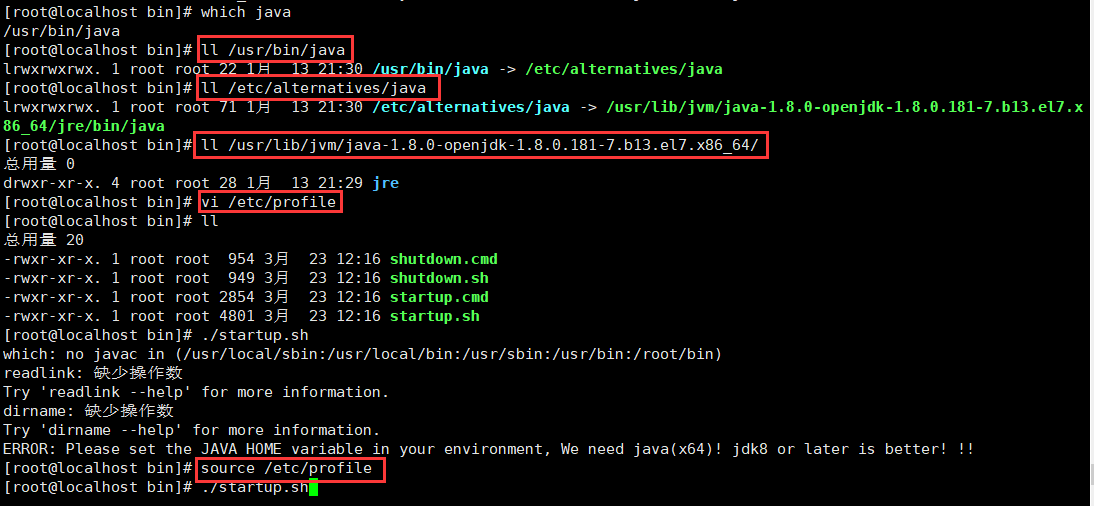 [root@localhost bin]# which java
/usr/bin/java
[root@localhost bin]# ll /usr/bin/java
lrwxrwxrwx. 1 root root 22 1月  13 21:30 /usr/bin/java -> /etc/alternatives/java
[root@localhost bin]# ll /etc/alternatives/java
lrwxrwxrwx. 1 root root 71 1月  13 21:30 /etc/alternatives/java -> /usr/lib/jvm/java-1.8.0-openjdk-1.8.0.181-7.b13.el7.x
86_64/jre/bin/java
[root@localhost bin]# ll /usr/lib/jvm/java-1.8.0-openjdk-1.8.0.181-7.b13.el7.x86_64/
总用量 0
drwxr-xr-x. 4 root root 28 1月  13 21:29 jre
[root@localhost bin]# vi /etc/profile
[root@localhost bin]# ll
总用量 20
-rwxr-xr-x. 1 root root  954 3月  23 12:16 shutdown.cmd
-rwxr-xr-x. 1 root root  949 3月  23 12:16 shutdown.sh
-rwxr-xr-x. 1 root root 2854 3月  23 12:16 startup.cmd
-rwxr-xr-x. 1 root root 4801 3月  23 12:16 startup.sh
[root@localhost bin]# ./startup.sh
which: no javac in (/usr/local/sbin:/usr/local/bin:/usr/sbin:/usr/bin:/root/bin)
readlink: 缺少操作数
Try 'readlink --help' for more information.
dirname: 缺少操作数
Try 'dirname --help' for more information.
ERROR: Please set the JAVA_HOME variable in your environment, We need java(x64)! jdk8 or later is better! !!
[root@localhost bin]# source /etc/profile
[root@localhost bin]# ./startup.sh